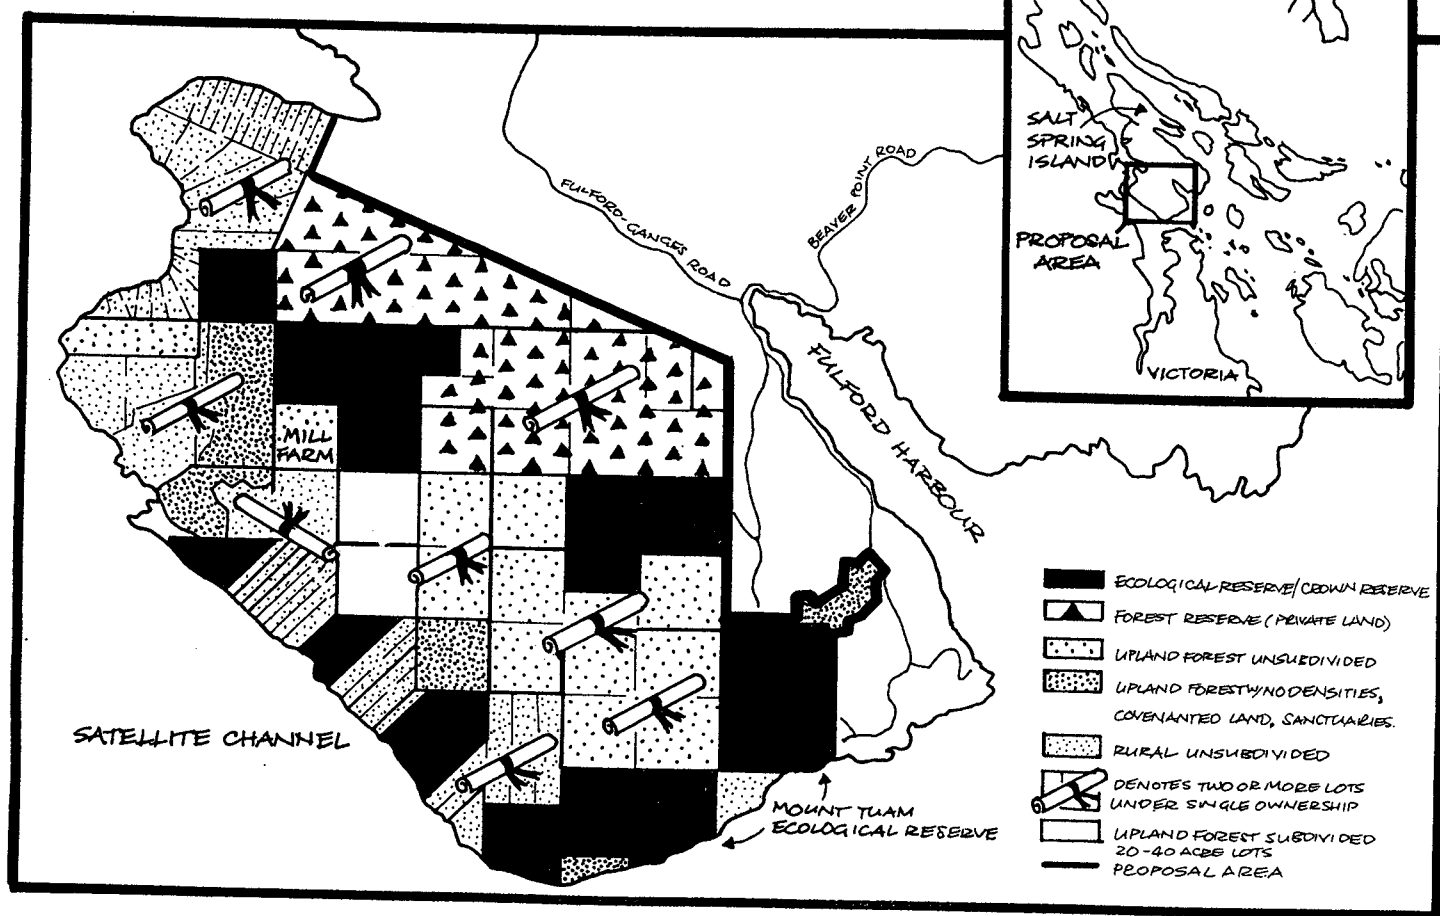 SALT
SPRING
ISLAND
PROPOSAL
AREA
VICTORIA
FULFORD-GANGES ROAD
BEAVER POINT ROAD
FULFORD HARBOUR
MILL
FARM
SATELLITE CHANNEL
MOUNT TUAM
ECOLOGICAL RESERVE
ECOLOGICAL RESERVE/CROWN RESERVE
FOREST RESERVE (PRIVATE LAND)
UPLAND FOREST UNSUBDIVIDED
UPLAND FOREST W/NO DENSITIES,
COVENANTED LAND, SANCTUARIES.
RURAL UNSUBDIVIDED
DENOTES TWO OR MORE LOTS
UNDER SINGLE OWNERSHIP
UPLAND FOREST SUBDIVIDED
20-40 ACRE LOTS
PROPOSAL AREA